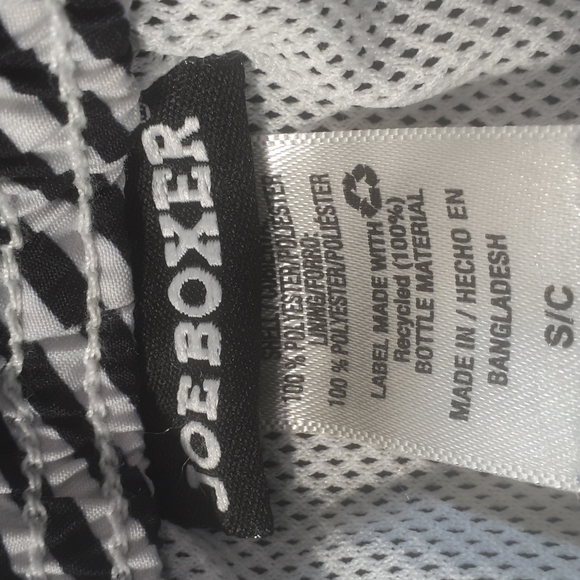 JOE BOXER
100 % POLYESTER/POLIESTER
LINING/FORRO:
100 % POLYESTER/POLIESTER
LABEL MADE WITH
Recycled (100%)
BOTTLE MATERIAL
MADE IN / HECHO EN
BANGLADESH
S/C